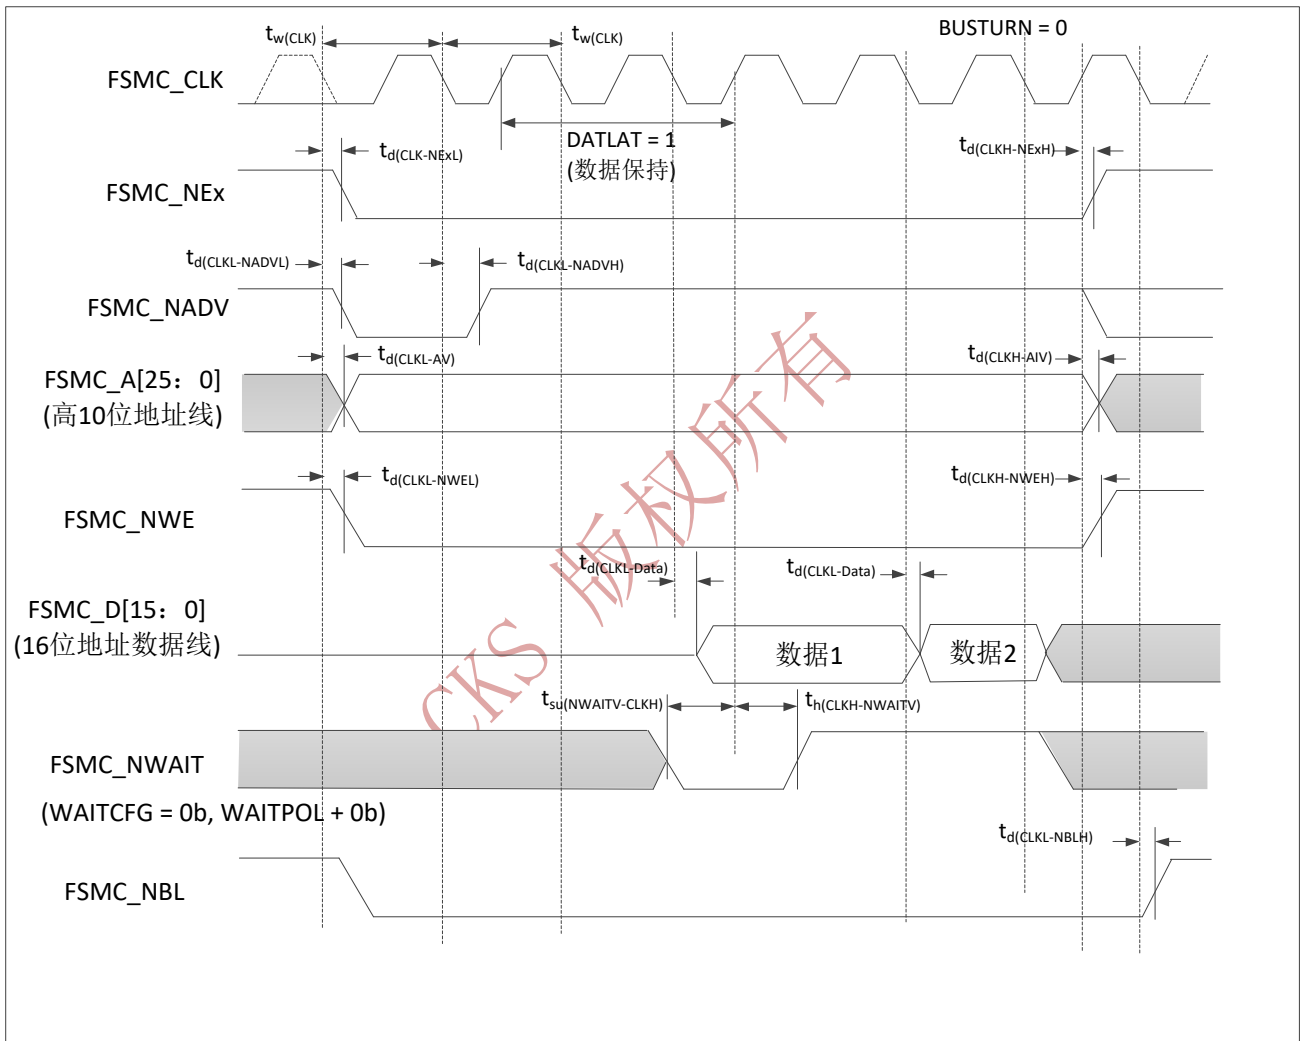 BUSTURN = 0
tw(CLK)
tw(CLK)
FSMC_CLK
DATLAT = 1
(数据保持)
td(CLK-NExL)
td(CLKH-NExH)
FSMC_NEx
td(CLKL-NADVL)
td(CLKL-NADVH)
FSMC_NADV
td(CLKL-AV)
td(CLKH-AIV)
FSMC_A[25：0]
(高10位地址线)
td(CLKL-NWEL)
td(CLKH-NWEH)
FSMC_NWE
td(CLKL-Data)
td(CLKL-Data)
FSMC_D[15：0]
(16位地址数据线)
数据1
数据2
tsu(NWAITV-CLKH)
th(CLKH-NWAITV)
FSMC_NWAIT
(WAITCFG = 0b, WAITPOL + 0b)
td(CLKL-NBLH)
FSMC_NBL
CKS 版权所有